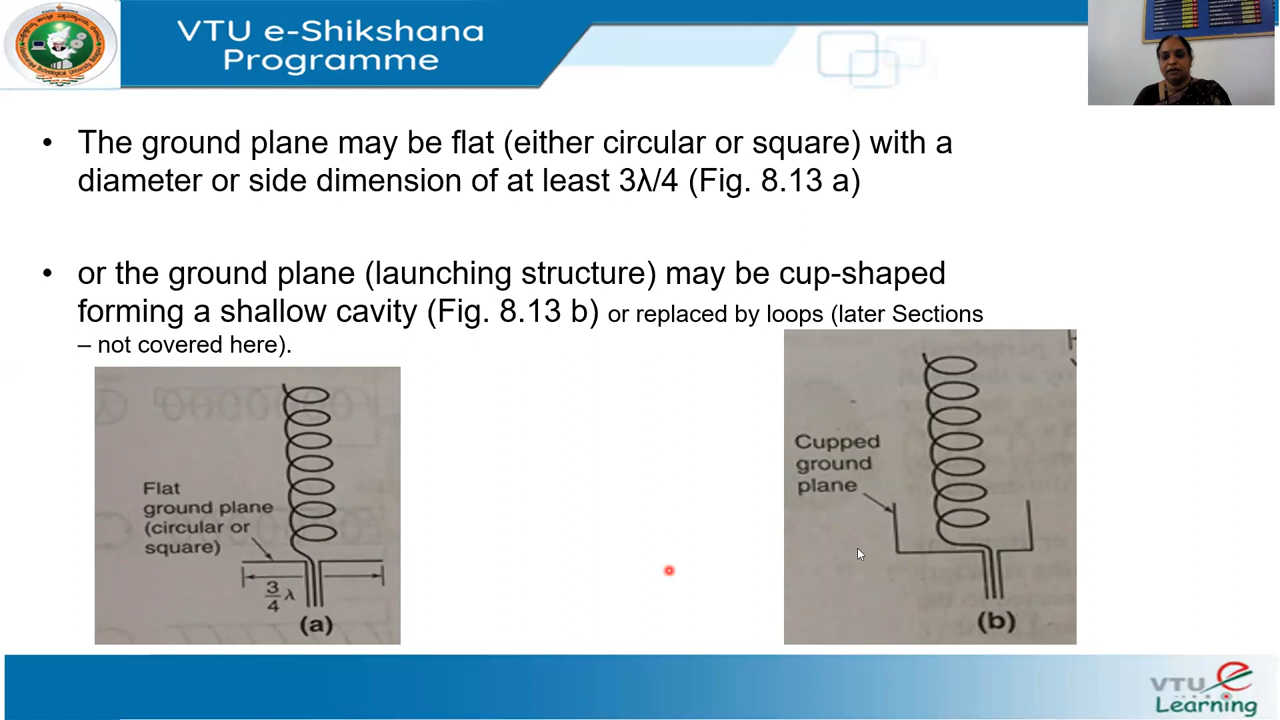 VTU e-Shikshana
Programme
• The ground plane may be flat (either circular or square) with a
diameter or side dimension of at least 3λ/4 (Fig. 8.13 a)
• or the ground plane (launching structure) may be cup-shaped
forming a shallow cavity (Fig. 8.13 b) or replaced by loops (later Sections
– not covered here).
Flat
ground plane
(circular or
square)
3/4 λ
(a)
Cupped
ground
plane
(b)
VTU e
Learning